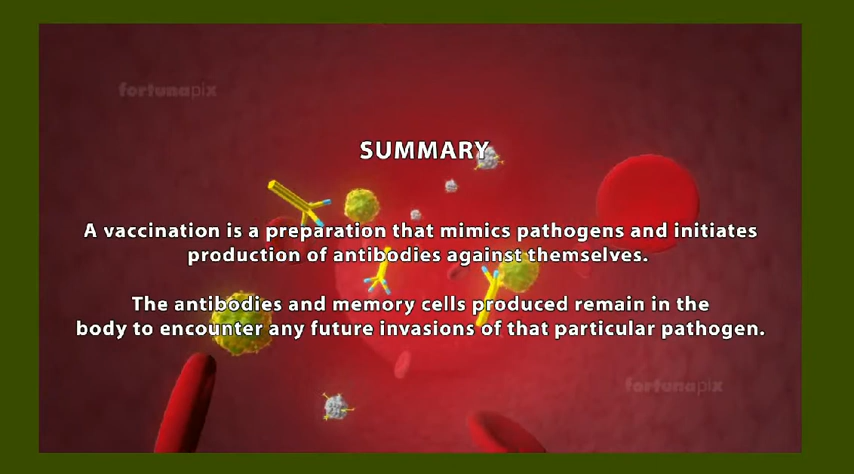 fortunapix
SUMMARY
A vaccination is a preparation that mimics pathogens and initiates
production of antibodies against themselves.
The antibodies and memory cells produced remain in the
body to encounter any future invasions of that particular pathogen.
fortunapix